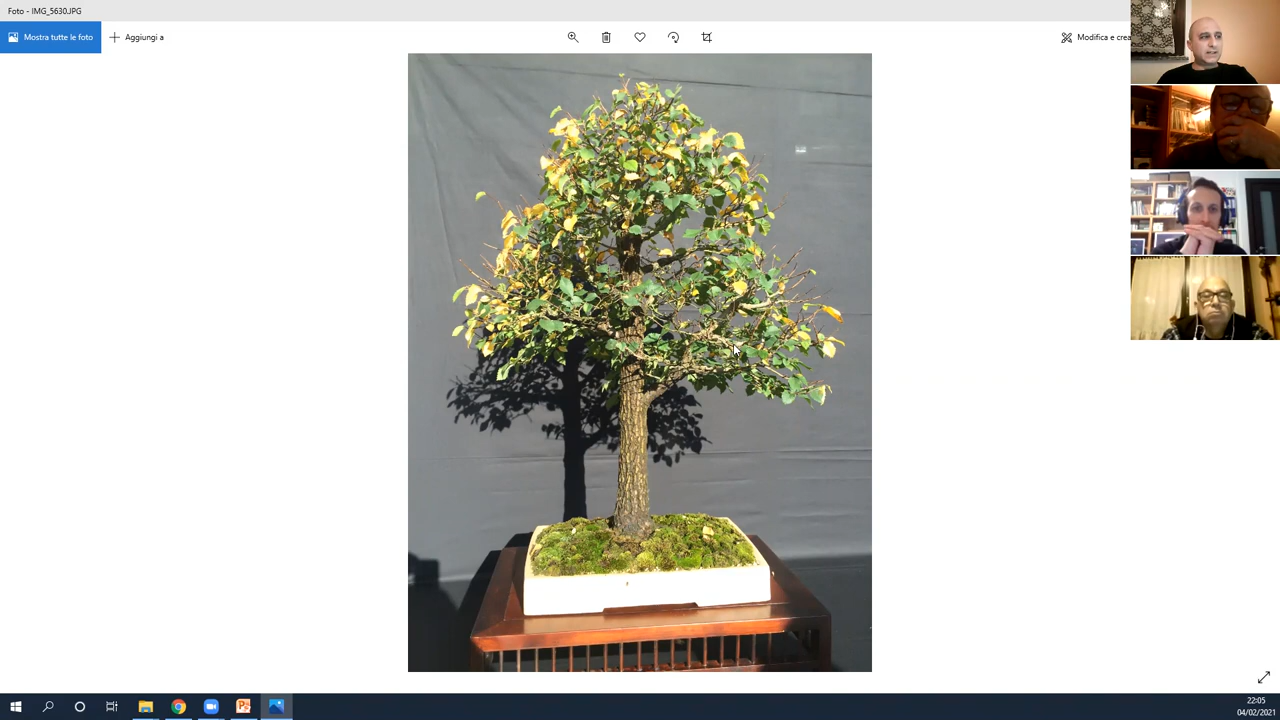 Foto - IMG_5630.JPG
Mostra tutte le foto
Aggiungi a
Modifica e crea
22:05
04/02/2021